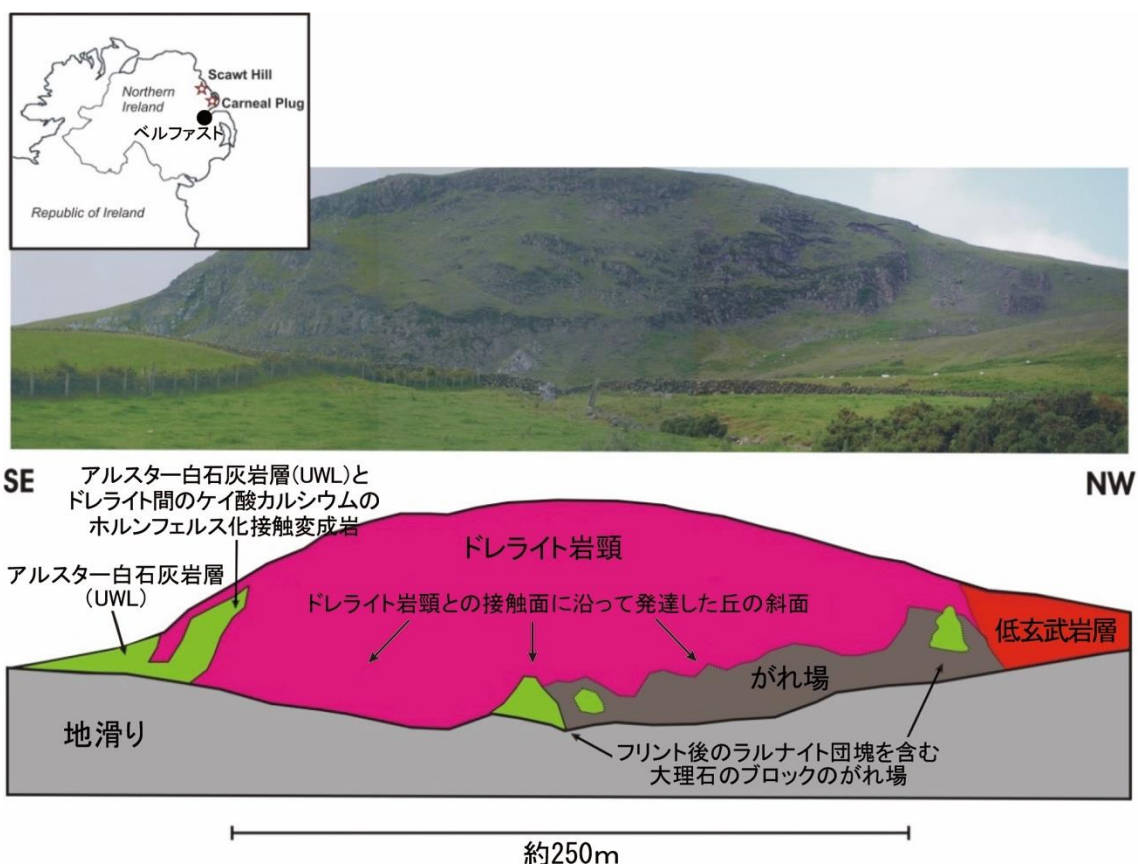 Scawt Hill
Northern
Ireland
Carneal Plug
ベルファスト
Republic of Ireland
SE
NW
アルスター白石灰岩層(UWL)と
ドレライト間のケイ酸カルシウムの
ホルンフェルス化接触変成岩
アルスター白石灰岩層
(UWL)
ドレライト岩頸
ドレライト岩頸との接触面に沿って発達した丘の斜面
低玄武岩層
がれ場
地滑り
フリント後のラルナイト団塊を含む
大理石のブロックのがれ場
約250m